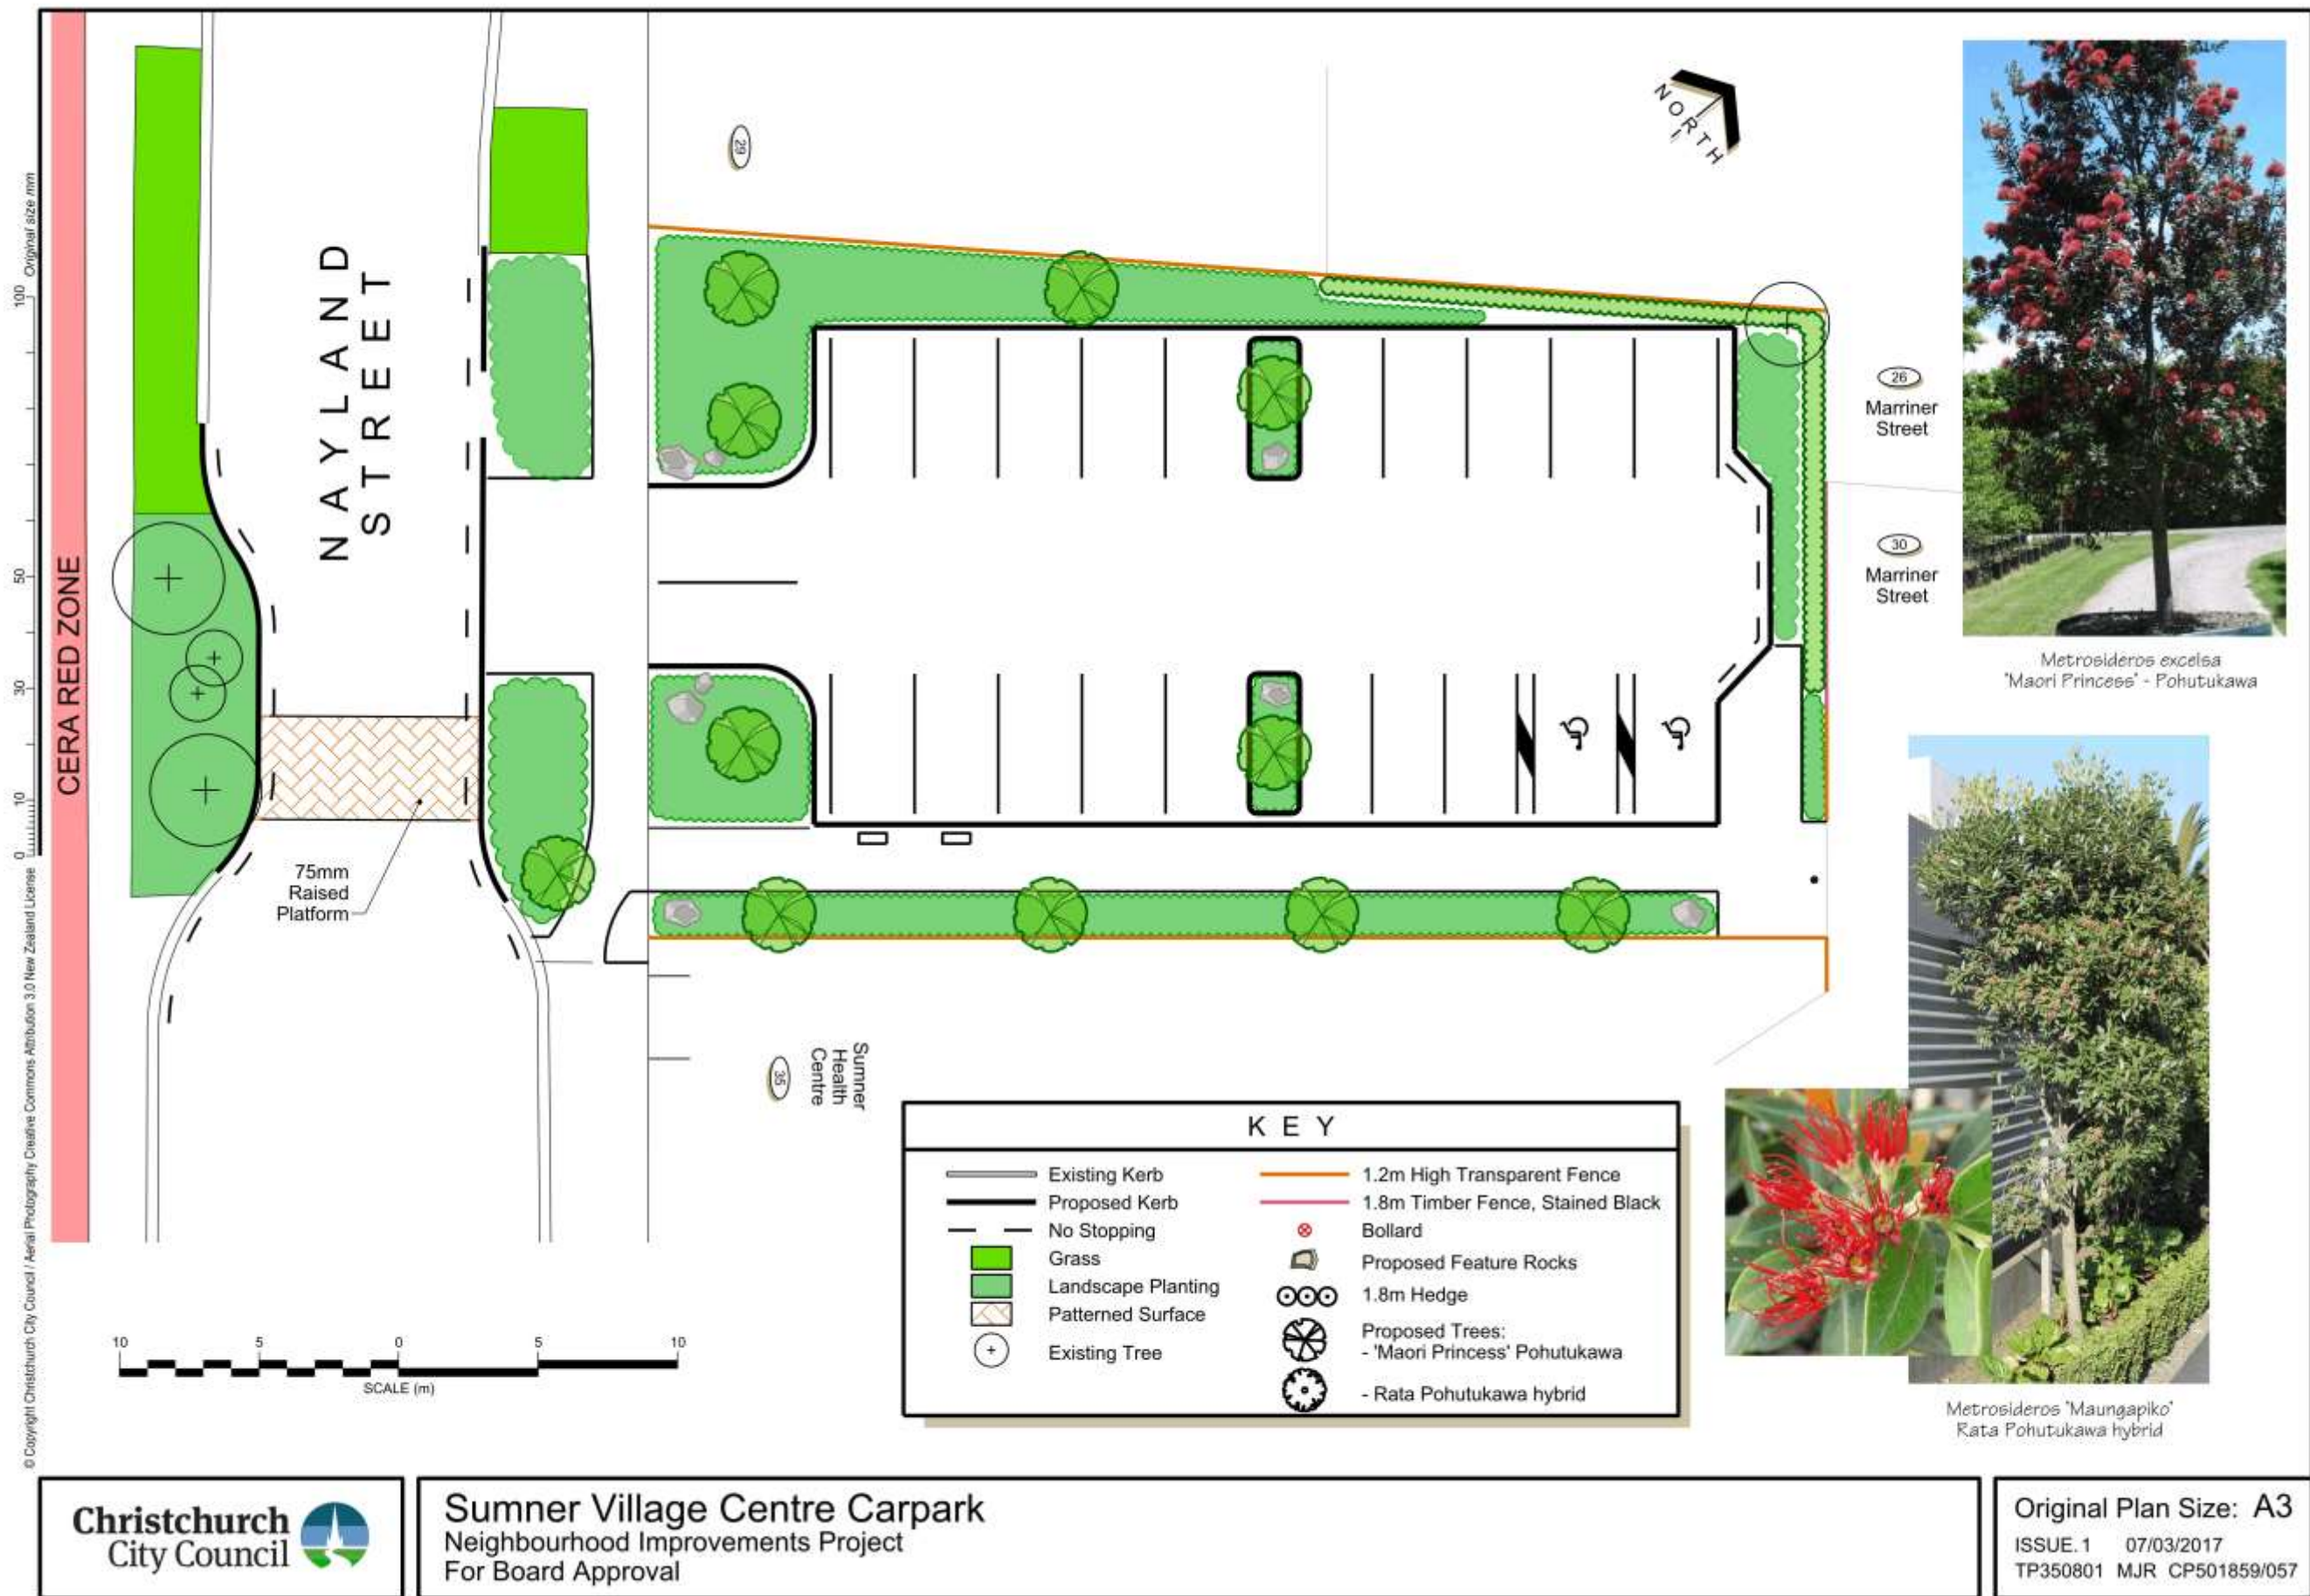 CERA RED ZONE
NAYLAND
STREET
29
NORTH
26
Marriner
Street
30
Marriner
Street
75mm
Raised
Platform
Sumner
Health
Centre
35
Metrosideros excelsa
"Maori Princess" - Pohutukawa
Metrosideros "Maungapiko"
Rata Pohutukawa hybrid
KEY
Existing Kerb
Proposed Kerb
No Stopping
Grass
Landscape Planting
Patterned Surface
Existing Tree
1.2m High Transparent Fence
1.8m Timber Fence, Stained Black
Bollard
Proposed Feature Rocks
1.8m Hedge
Proposed Trees:
- 'Maori Princess' Pohutukawa
- Rata Pohutukawa hybrid
10 5 0 5 10
SCALE (m)
0 10 30 50 100 Original size mm
© Copyright Christchurch City Council / Aerial Photography Creative Commons Attribution 3.0 New Zealand License
Christchurch
City Council
Sumner Village Centre Carpark
Neighbourhood Improvements Project
For Board Approval
Original Plan Size: A3
ISSUE. 1 07/03/2017
TP350801 MJR CP501859/057